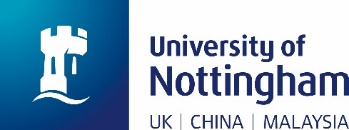 University of
Nottingham
UK | CHINA | MALAYSIA